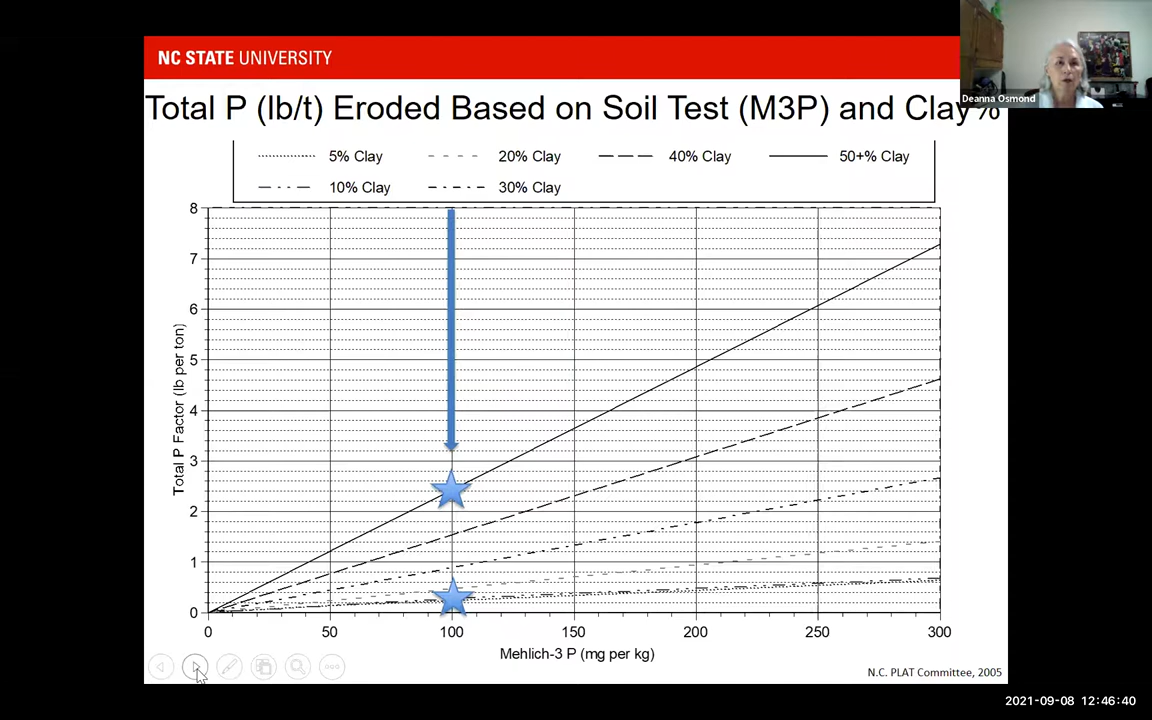 NC STATE UNIVERSITY
Deanna Osmond
Total P (lb/t) Eroded Based on Soil Test (M3P) and Clay%
5% Clay 20% Clay 40% Clay 50+% Clay
10% Clay 30% Clay
8
7
6
5
4
3
2
1
0
Total P Factor (lb per ton)
0 50 100 150 200 250 300
Mehlich-3 P (mg per kg)
N.C. PLAT Committee, 2005
2021-09-08 12:46:40